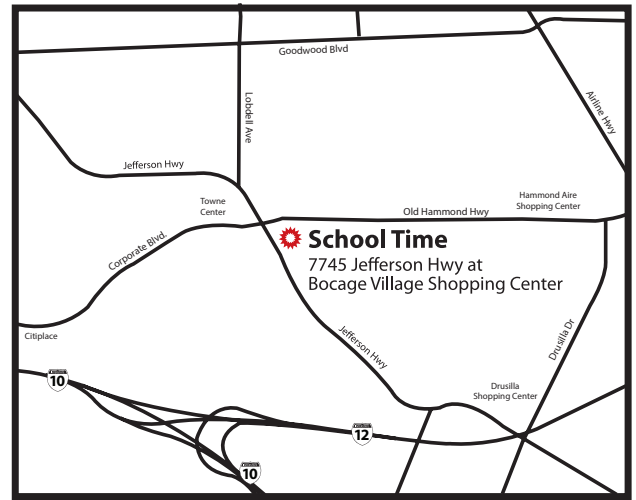 Goodwood Blvd
Airline Hwy
Lobdell Ave
Jefferson Hwy
Hammond Aire
Shopping Center
Towne
Center
Old Hammond Hwy
Corporate Blvd.
School Time
7745 Jefferson Hwy at
Bocage Village Shopping Center
Citiplace
Jefferson Hwy
Drusilla Dr
10
Drusilla
Shopping Center
12
10